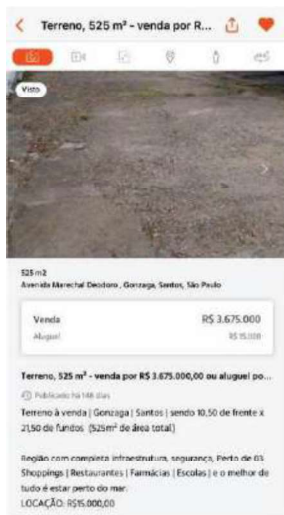 Terreno, 525 m² - venda por R...
Visto
525 m2
Avenida Marechal Deodoro, Gonzaga, Santos, São Paulo
Venda R$ 3.675.000
Aluguel R$ 15.000
Terreno, 525 m² - venda por R$ 3.675.000,00 ou aluguel po...
Publicado há 148 dias
Terreno à venda | Gonzaga | Santos | sendo 10,50 de frente x
21,50 de fundos (525m² de área total)
Região com completa infraestrutura, segurança, Perto de 03
Shoppings | Restaurantes | Farmácias | Escolas | e o melhor de
tudo é estar perto do mar.
LOCAÇÃO: R$15.000,00